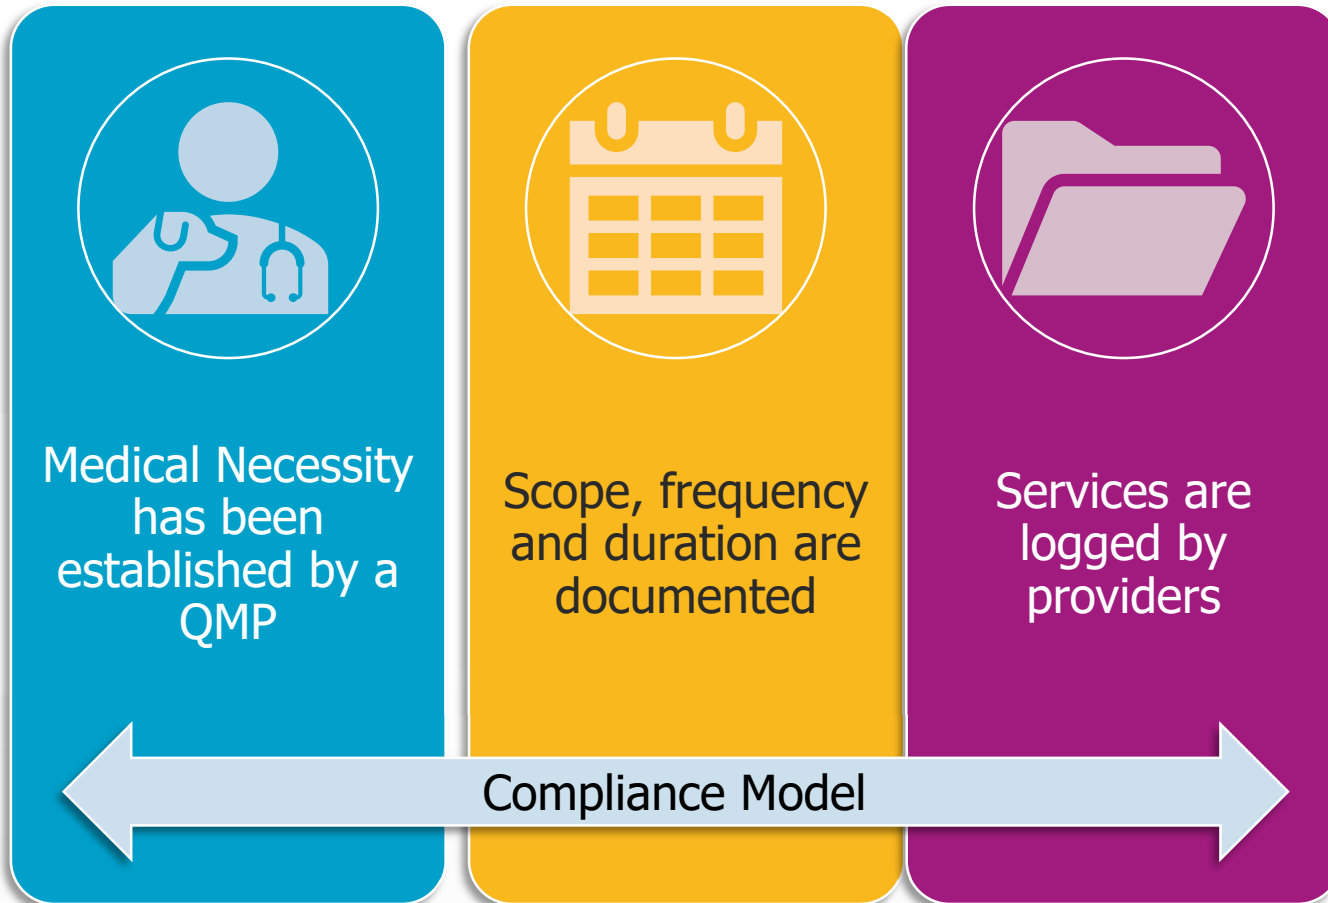 Medical Necessity
has been
established by a
QMP
Scope, frequency
and duration are
documented
Services are
logged by
providers
Compliance Model